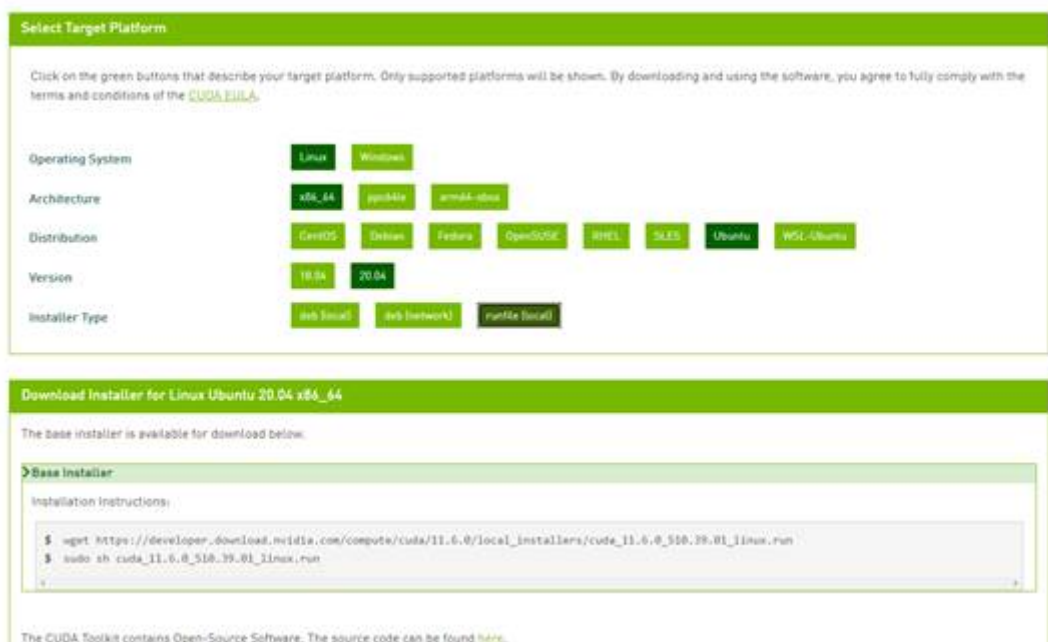 Select Target Platform
Click on the green buttons that describe your target platform. Only supported platforms will be shown. By downloading and using the software, you agree to fully comply with the
terms and conditions of the CUDA EULA.
Operating System Linux Windows
Architecture x86_64 ppc64le arm64-sbsa
Distribution CentOS Debian Fedora OpenSUSE RHEL SLES Ubuntu WSL-Ubuntu
Version 18.04 20.04
Installer Type deb (local) deb (network) runfile (local)
Download Installer for Linux Ubuntu 20.04 x86_64
The base installer is available for download below.
Base Installer
Installation Instructions:
$ wget https://developer.download.nvidia.com/compute/cuda/11.6.0/local_installers/cuda_11.6.0_510.39.01_linux.run
$ sudo sh cuda_11.6.0_510.39.01_linux.run
The CUDA Toolkit contains Open-Source Software. The source code can be found here.